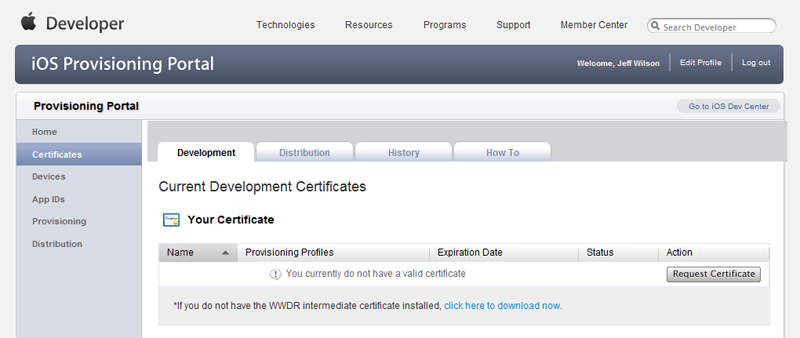 Developer
Technologies Resources Programs Support Member Center Search Developer
iOS Provisioning Portal Welcome, Jeff Wilson Edit Profile Log out
Provisioning Portal Go to iOS Dev Center
Home
Certificates
Devices
App IDs
Provisioning
Distribution
Development Distribution History How To
Current Development Certificates
Your Certificate
Name Provisioning Profiles Expiration Date Status Action
You currently do not have a valid certificate Request Certificate
*If you do not have the WWDR intermediate certificate installed, click here to download now.